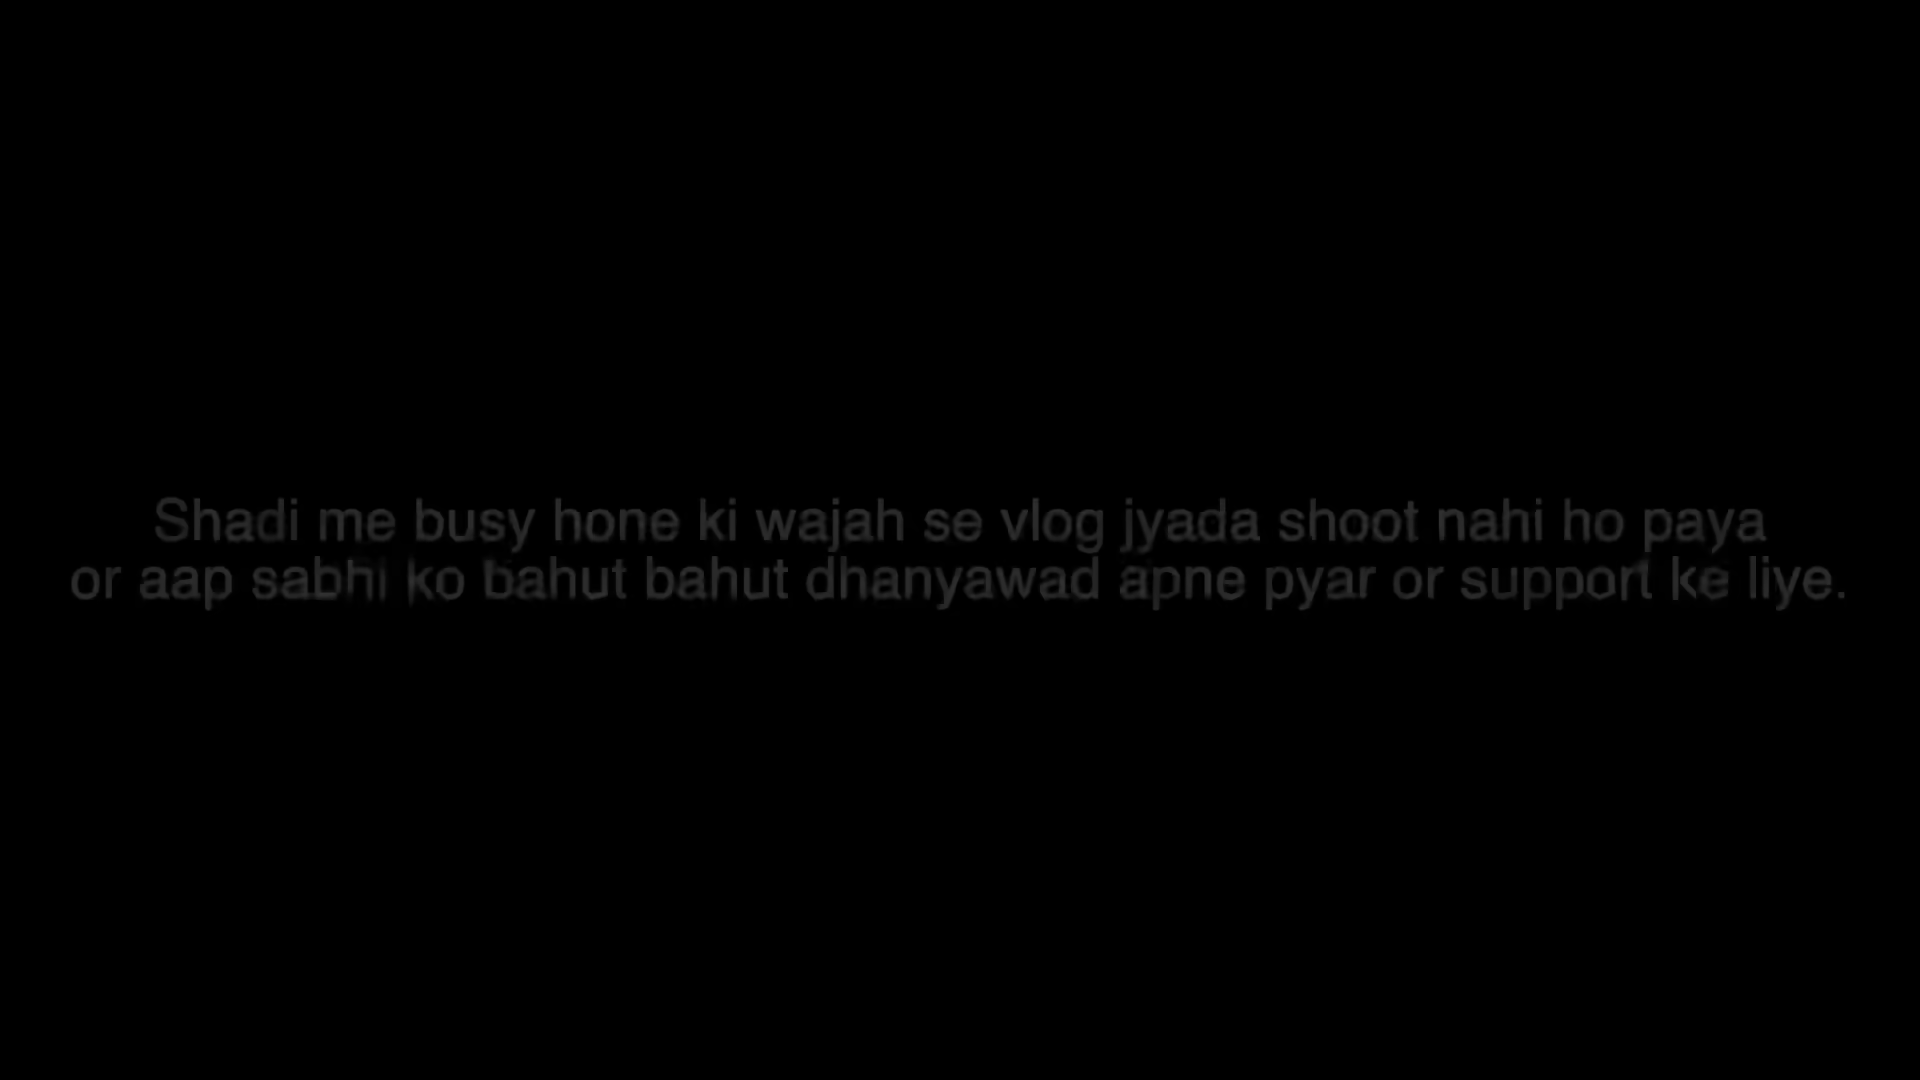 Shadi me busy hone ki wajah se vlog jyada shoot nahi ho paya
or aap sabhi ko bahut bahut dhanyawad apne pyar or support ke liye.